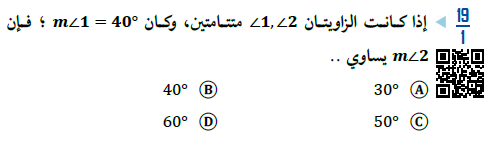 19
1
إذا كانت الزاويتان ∠1,∠2 متتامتين، وكان m∠1 = 40° ؛ فإن
m∠2 يساوي ..
A 30° B 40°
C 50° D 60°